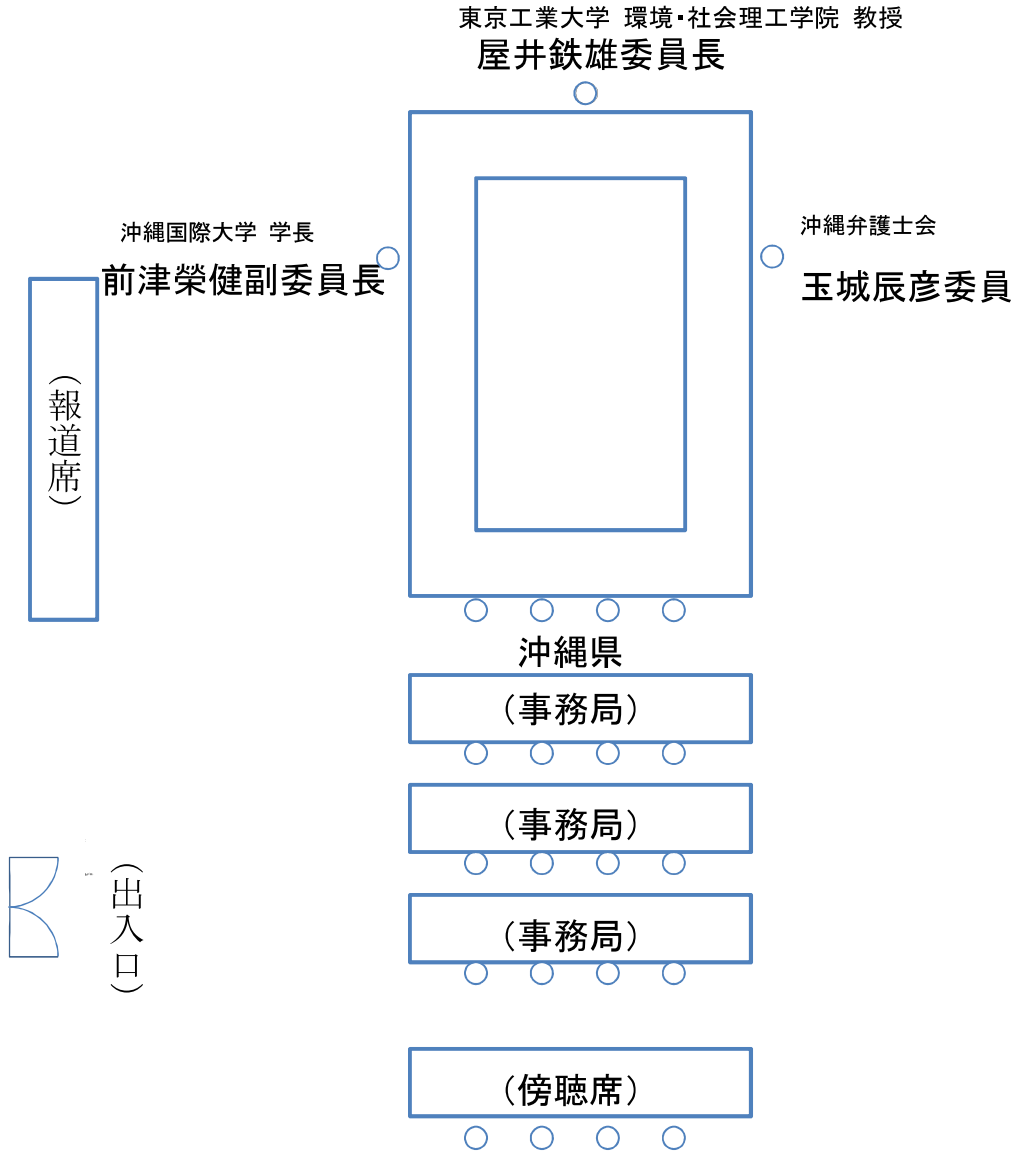 東京工業大学 環境・社会理工学院 教授
屋井鉄雄委員長
沖縄国際大学 学長
前津榮健副委員長
沖縄弁護士会
玉城辰彦委員
（報道席）
沖縄県
（事務局）
（事務局）
（出入口）
（事務局）
（傍聴席）